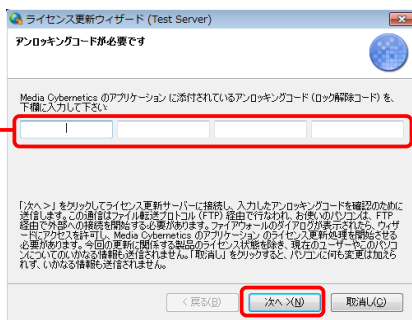 ライセンス更新ウィザード (Test Server)
アンロッキングコードが必要です
Media Cybernetics のアプリケーション に添付されているアンロッキングコード (ロック解除コード) を、
下欄に入力して下さい:
「次へ>」 をクリックしてライセンス更新サーバーに接続し、入力したアンロッキングコードを確認のために
送信します。この通信はファイル転送プロトコル (FTP) 経由で行なわれ、お使いのパソコンは、FTP
経由で外部への接続を開始する必要があります。ファイアウォールのダイアログが表示されたら、ウィザ
ードにアクセスを許可し、Media Cybernetics のアプリケーション のライセンス更新処理を開始させる
必要があります。今回の更新に関係する製品のライセンス状態を除き、現在のユーザーやこのパソコ
ンについてのいかなる情報も送信されません。「取消し」 をクリックすると、パソコンに何も変更は加えら
れず、いかなる情報も送信されません。
< 戻る(B)
次へ >(N)
取消し(C)